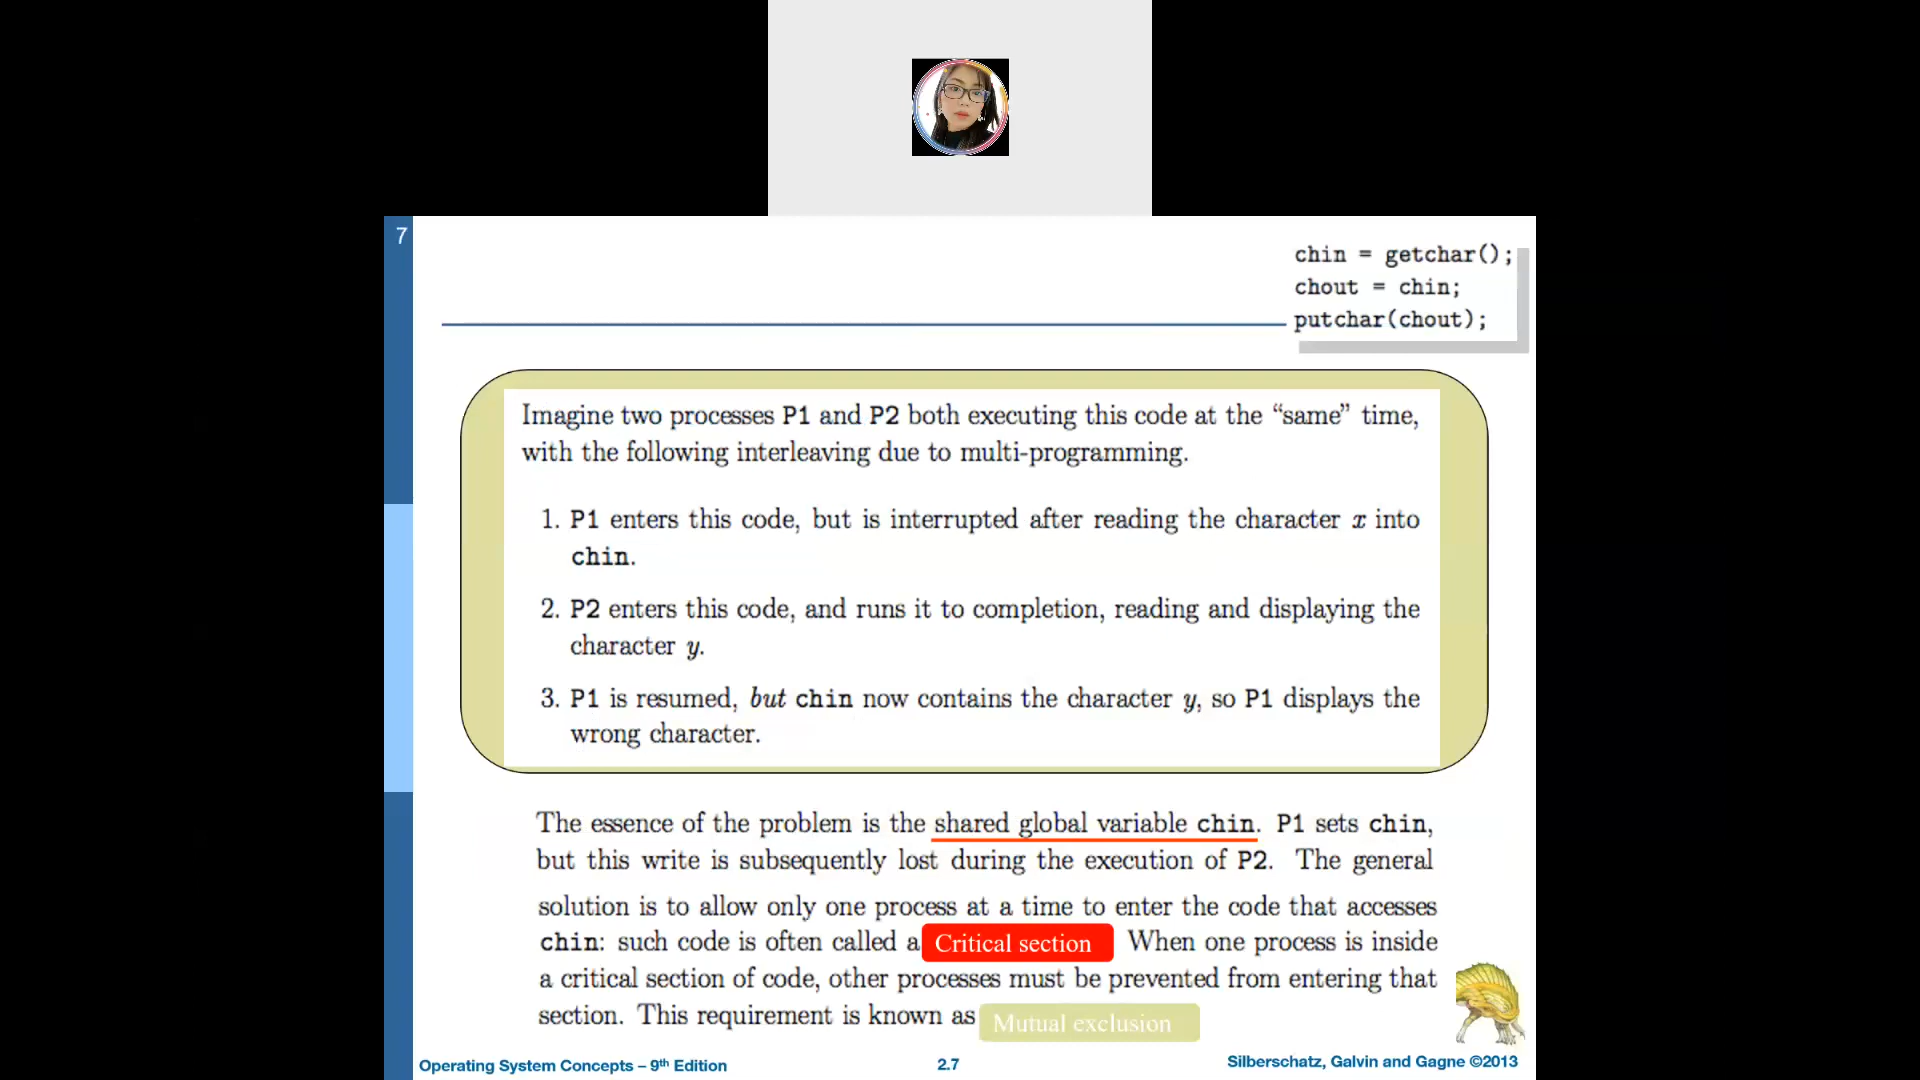 7
chin = getchar();
chout = chin;
putchar(chout);
Imagine two processes P1 and P2 both executing this code at the “same” time,
with the following interleaving due to multi-programming.
1. P1 enters this code, but is interrupted after reading the character x into
chin.
2. P2 enters this code, and runs it to completion, reading and displaying the
character y.
3. P1 is resumed, but chin now contains the character y, so P1 displays the
wrong character.
The essence of the problem is the shared global variable chin. P1 sets chin,
but this write is subsequently lost during the execution of P2. The general
solution is to allow only one process at a time to enter the code that accesses
chin: such code is often called a Critical section When one process is inside
a critical section of code, other processes must be prevented from entering that
section. This requirement is known as Mutual exclusion
Operating System Concepts – 9th Edition
2.7
Silberschatz, Galvin and Gagne ©2013